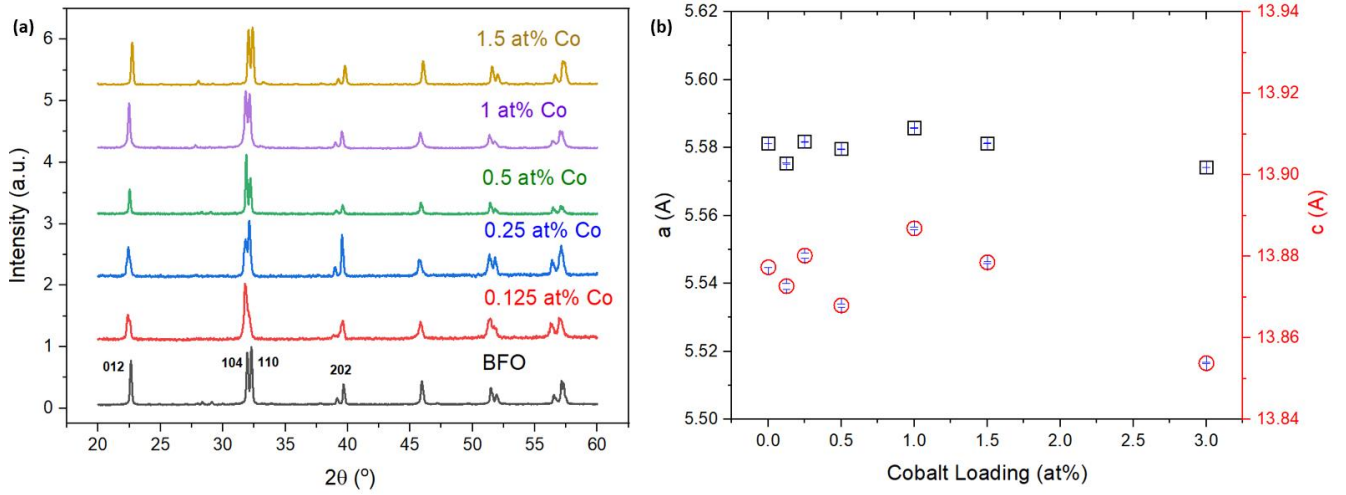 (a)
6
5
4
3
2
1
0
Intensity (a.u.)
1.5 at% Co
1 at% Co
0.5 at% Co
0.25 at% Co
0.125 at% Co
BFO
012
104
110
202
20 25 30 35 40 45 50 55 60
2θ (°)
(b)
5.62
5.60
5.58
5.56
5.54
5.52
5.50
a (A)
13.94
13.92
13.90
13.88
13.86
13.84
c (A)
0.0 0.5 1.0 1.5 2.0 2.5 3.0
Cobalt Loading (at%)